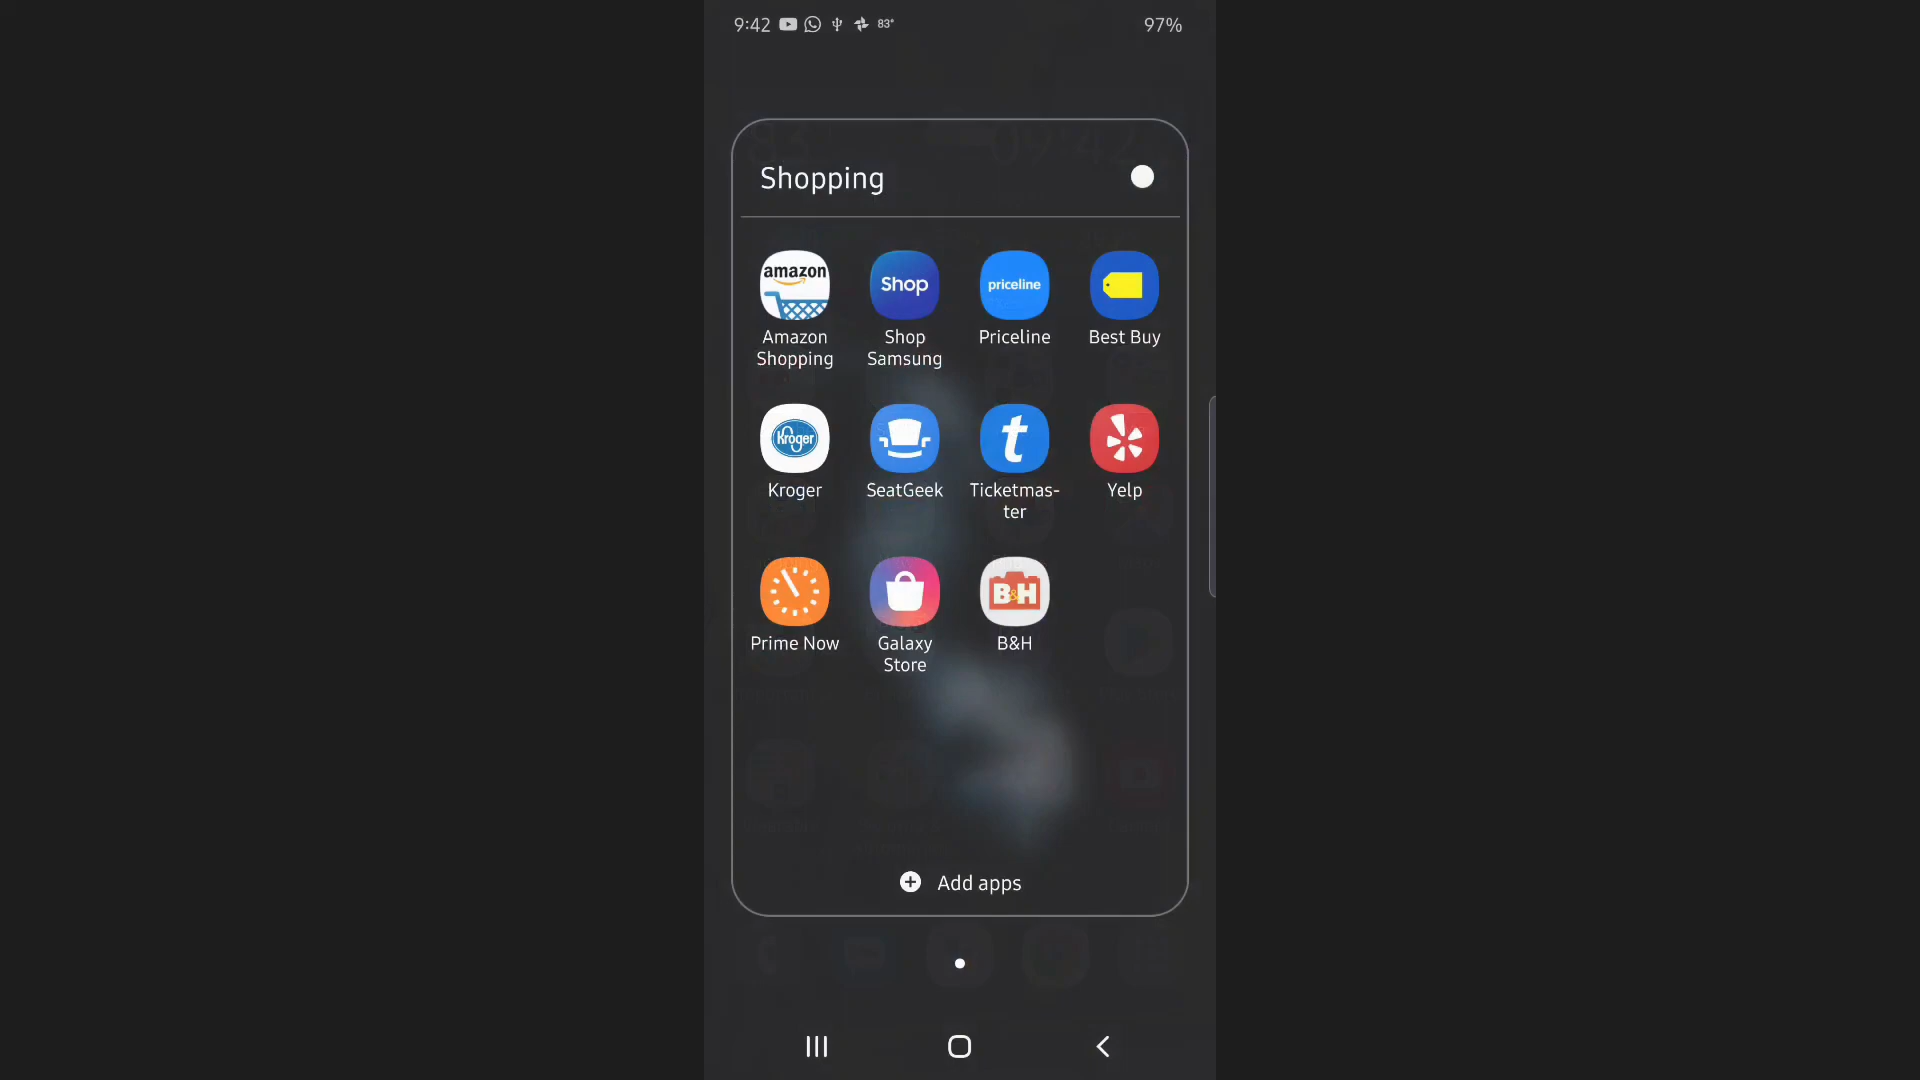 9:42 83° 97%
Shopping
amazon Shop priceline
Amazon Shop Priceline Best Buy
Shopping Samsung
Kroger t
Kroger SeatGeek Ticketmas- Yelp
ter
B&H
Prime Now Galaxy B&H
Store
Add apps